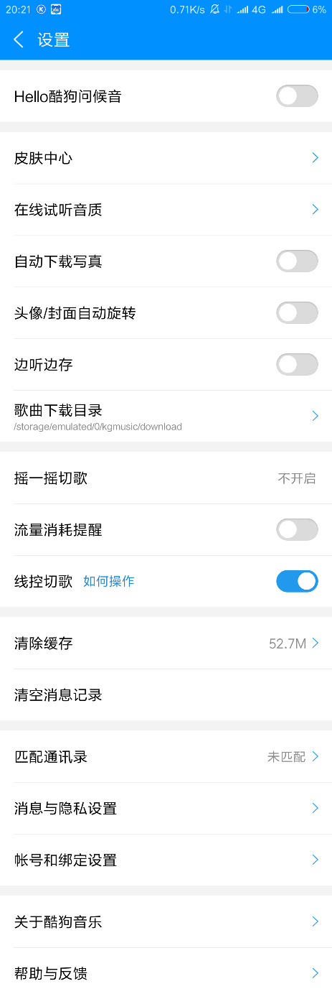 20:21 0.71K/s 4G 6%
设置
Hello酷狗问候音
皮肤中心
在线试听音质
自动下载写真
头像/封面自动旋转
边听边存
歌曲下载目录
/storage/emulated/0/kgmusic/download
摇一摇切歌 不开启
流量消耗提醒
线控切歌 如何操作
清除缓存 52.7M
清空消息记录
匹配通讯录 未匹配
消息与隐私设置
帐号和绑定设置
关于酷狗音乐
帮助与反馈